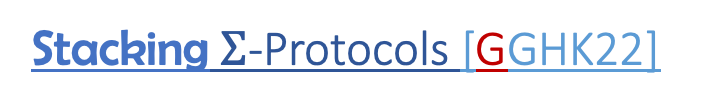 Stacking Σ-Protocols [GGHK22]